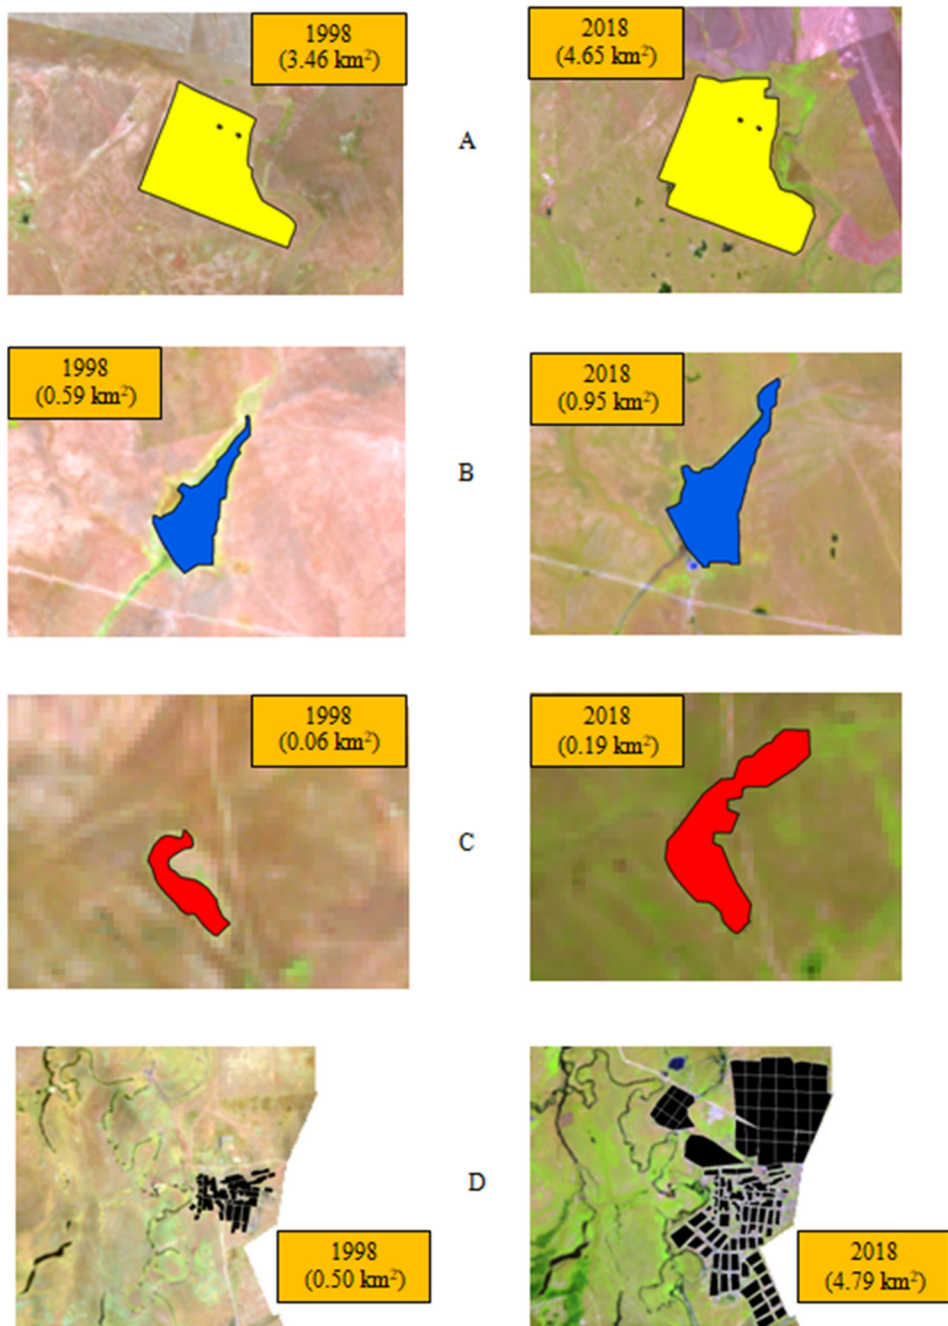 1998
(3.46 km²)
A
2018
(4.65 km²)
1998
(0.59 km²)
B
2018
(0.95 km²)
1998
(0.06 km²)
C
2018
(0.19 km²)
D
1998
(0.50 km²)
2018
(4.79 km²)